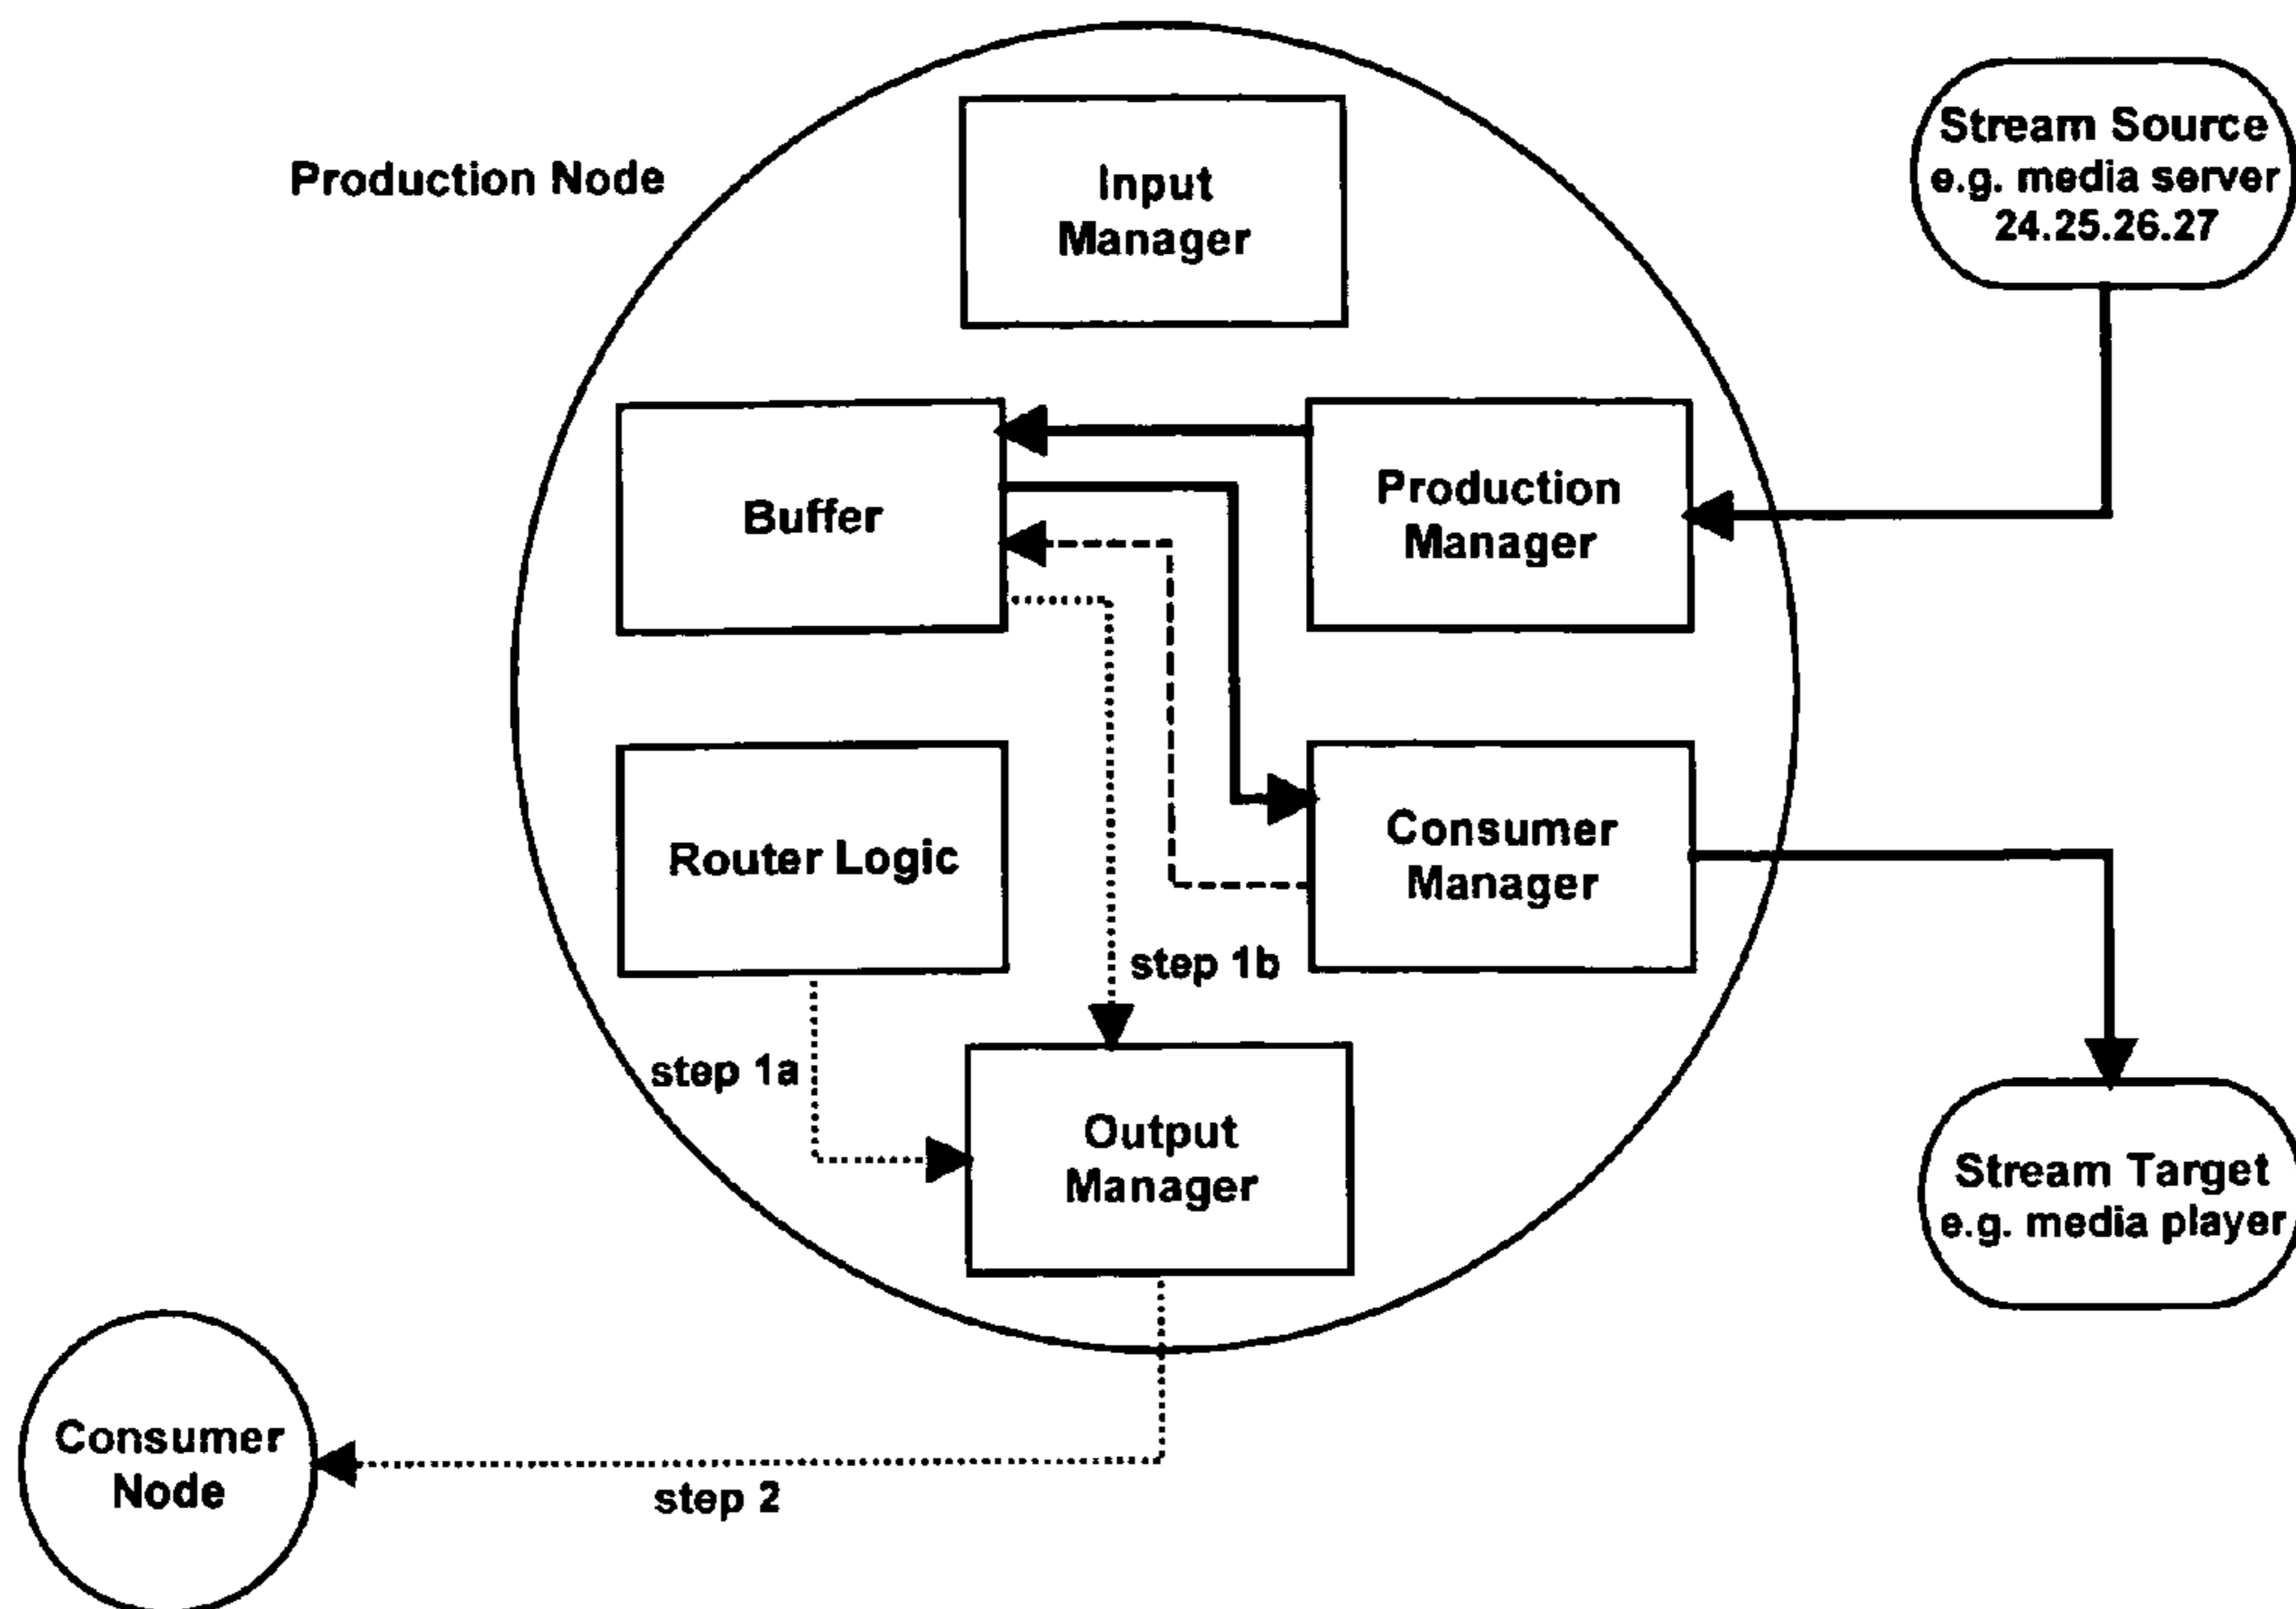 Production Node
Input
Manager
Stream Source
e.g. media server
24.25.26.27
Buffer
Production
Manager
Router Logic
Consumer
Manager
step 1b
step 1a
Output
Manager
Stream Target
e.g. media player
Consumer
Node
step 2